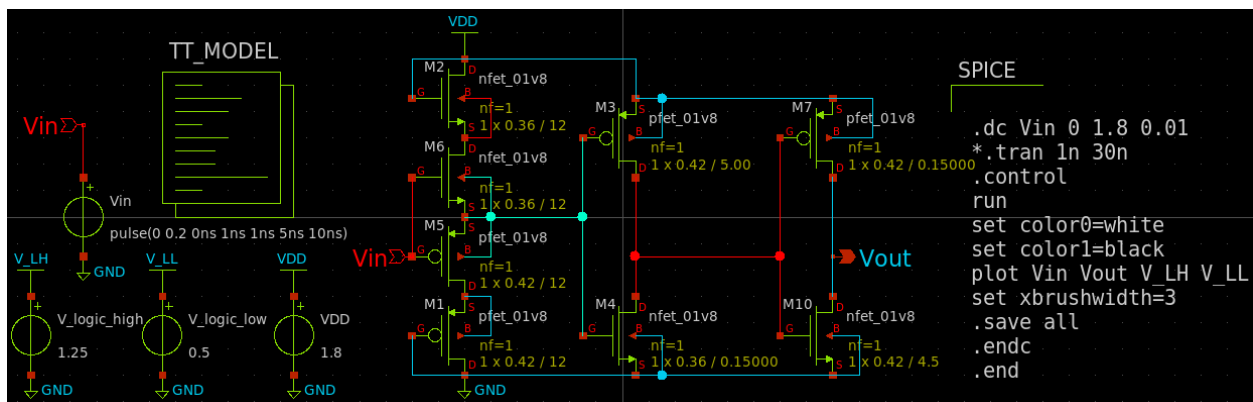 TT_MODEL
Vin
+
Vin
pulse(0 0.2 0ns 1ns 1ns 5ns 10ns)
GND
V_LH
+
V_logic_high
1.25
GND
V_LL
+
V_logic_low
0.5
GND
VDD
+
VDD
1.8
GND
VDD
M2
D
nfet_01v8
G
B
nf=1
S
1 x 0.36 / 12
M6
D
nfet_01v8
G
B
nf=1
S
1 x 0.36 / 12
Vin
M5
S
pfet_01v8
G
B
nf=1
D
1 x 0.42 / 12
M1
S
pfet_01v8
G
B
nf=1
D
1 x 0.42 / 12
GND
M3
S
pfet_01v8
G
B
nf=1
D
1 x 0.42 / 5.00
M4
D
nfet_01v8
G
B
nf=1
S
1 x 0.36 / 0.15000
M7
S
pfet_01v8
G
B
nf=1
D
1 x 0.42 / 0.15000
Vout
M10
D
nfet_01v8
G
B
nf=1
S
1 x 0.42 / 4.5
SPICE
.dc Vin 0 1.8 0.01
*.tran 1n 30n
.control
run
set color0=white
set color1=black
plot Vin Vout V_LH V_LL
set xbrushwidth=3
.save all
.endc
.end